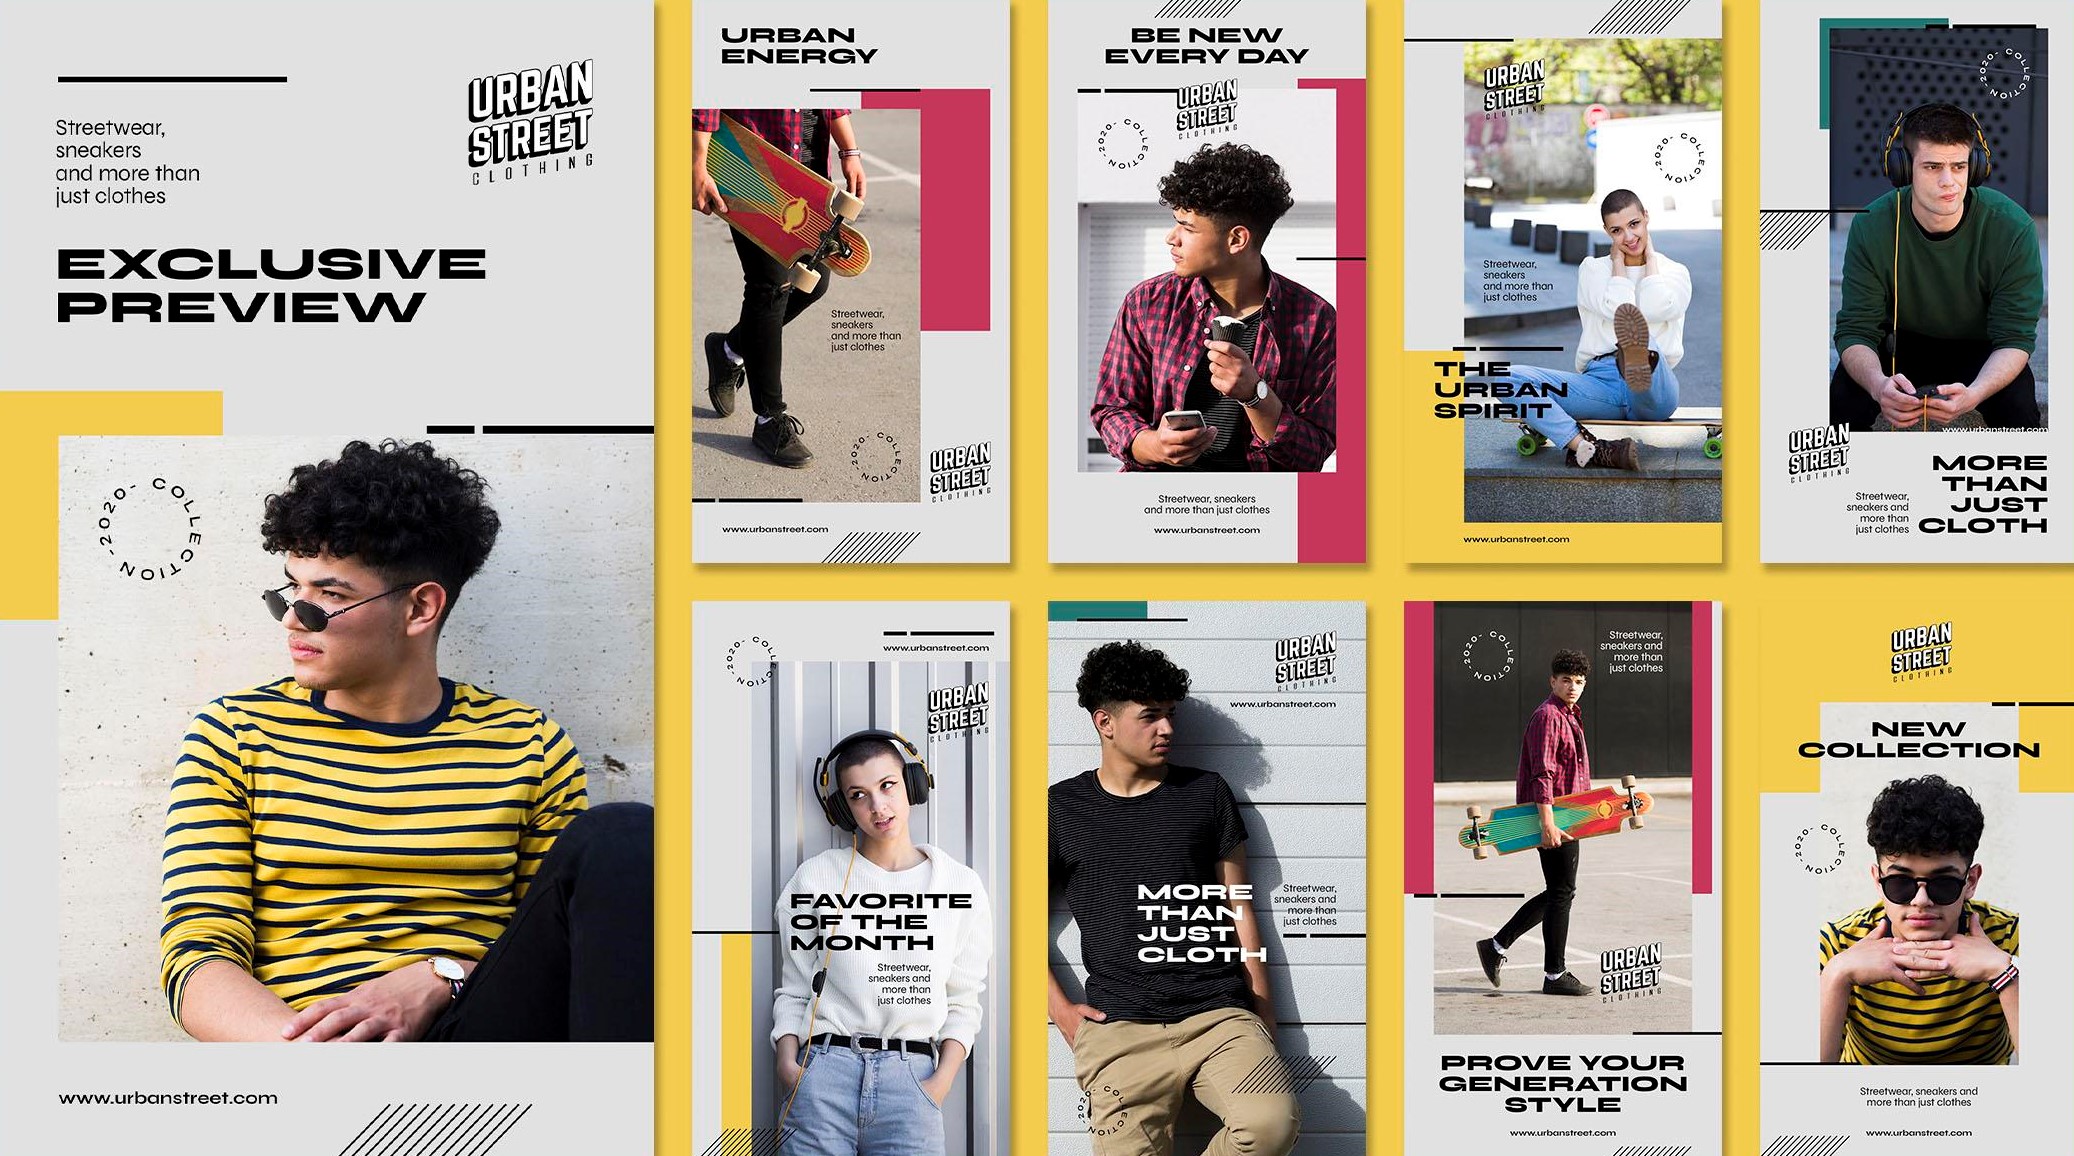 Streetwear,
sneakers
and more than
just clothes
URBAN
STREET
CLOTHING
EXCLUSIVE
PREVIEW
-2020- COLLECTION
www.urbanstreet.com
URBAN
ENERGY
Streetwear,
sneakers
and more than
just clothes
-2020- COLLECTION
URBAN
STREET
CLOTHING
www.urbanstreet.com
BE NEW
EVERY DAY
URBAN
STREET
CLOTHING
-2020- COLLECTION
Streetwear, sneakers
and more than just clothes
www.urbanstreet.com
URBAN
STREET
CLOTHING
-2020- COLLECTION
Streetwear,
sneakers
and more than
just clothes
THE
URBAN
SPIRIT
www.urbanstreet.com
-2020- COLLECTION
www.urbanstreet.com
URBAN
STREET
CLOTHING
MORE
THAN
JUST
CLOTH
Streetwear,
sneakers and
more than
just clothes
-2020- COLLECTION
www.urbanstreet.com
URBAN
STREET
CLOTHING
FAVORITE
OF THE
MONTH
Streetwear,
sneakers and
more than
just clothes
URBAN
STREET
CLOTHING
www.urbanstreet.com
MORE
THAN
JUST
CLOTH
Streetwear,
sneakers and
more than
just clothes
-2020- COLLECTION
-2020- COLLECTION
Streetwear,
sneakers and
more than
just clothes
URBAN
STREET
CLOTHING
PROVE YOUR
GENERATION
STYLE
www.urbanstreet.com
URBAN
STREET
CLOTHING
NEW
COLLECTION
-2020- COLLECTION
Streetwear, sneakers and
more than just clothes
www.urbanstreet.com